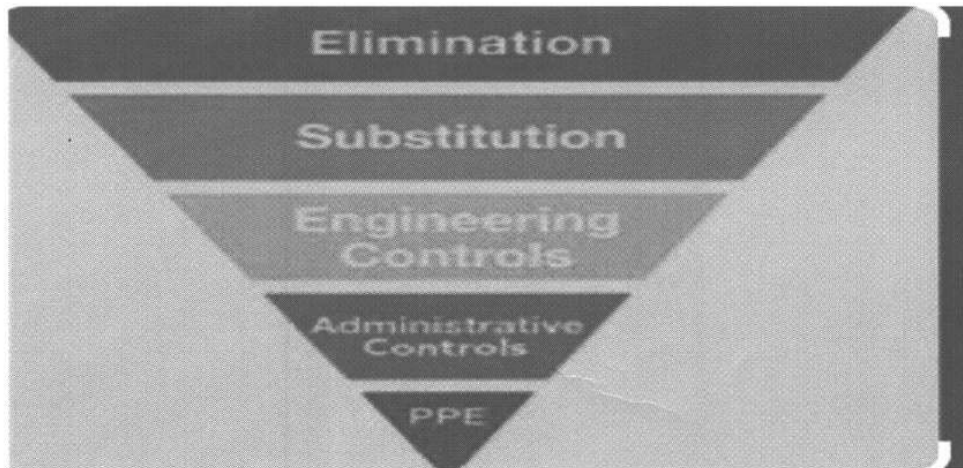 Elimination
Substitution
Engineering
Controls
Administrative
Controls
PPE